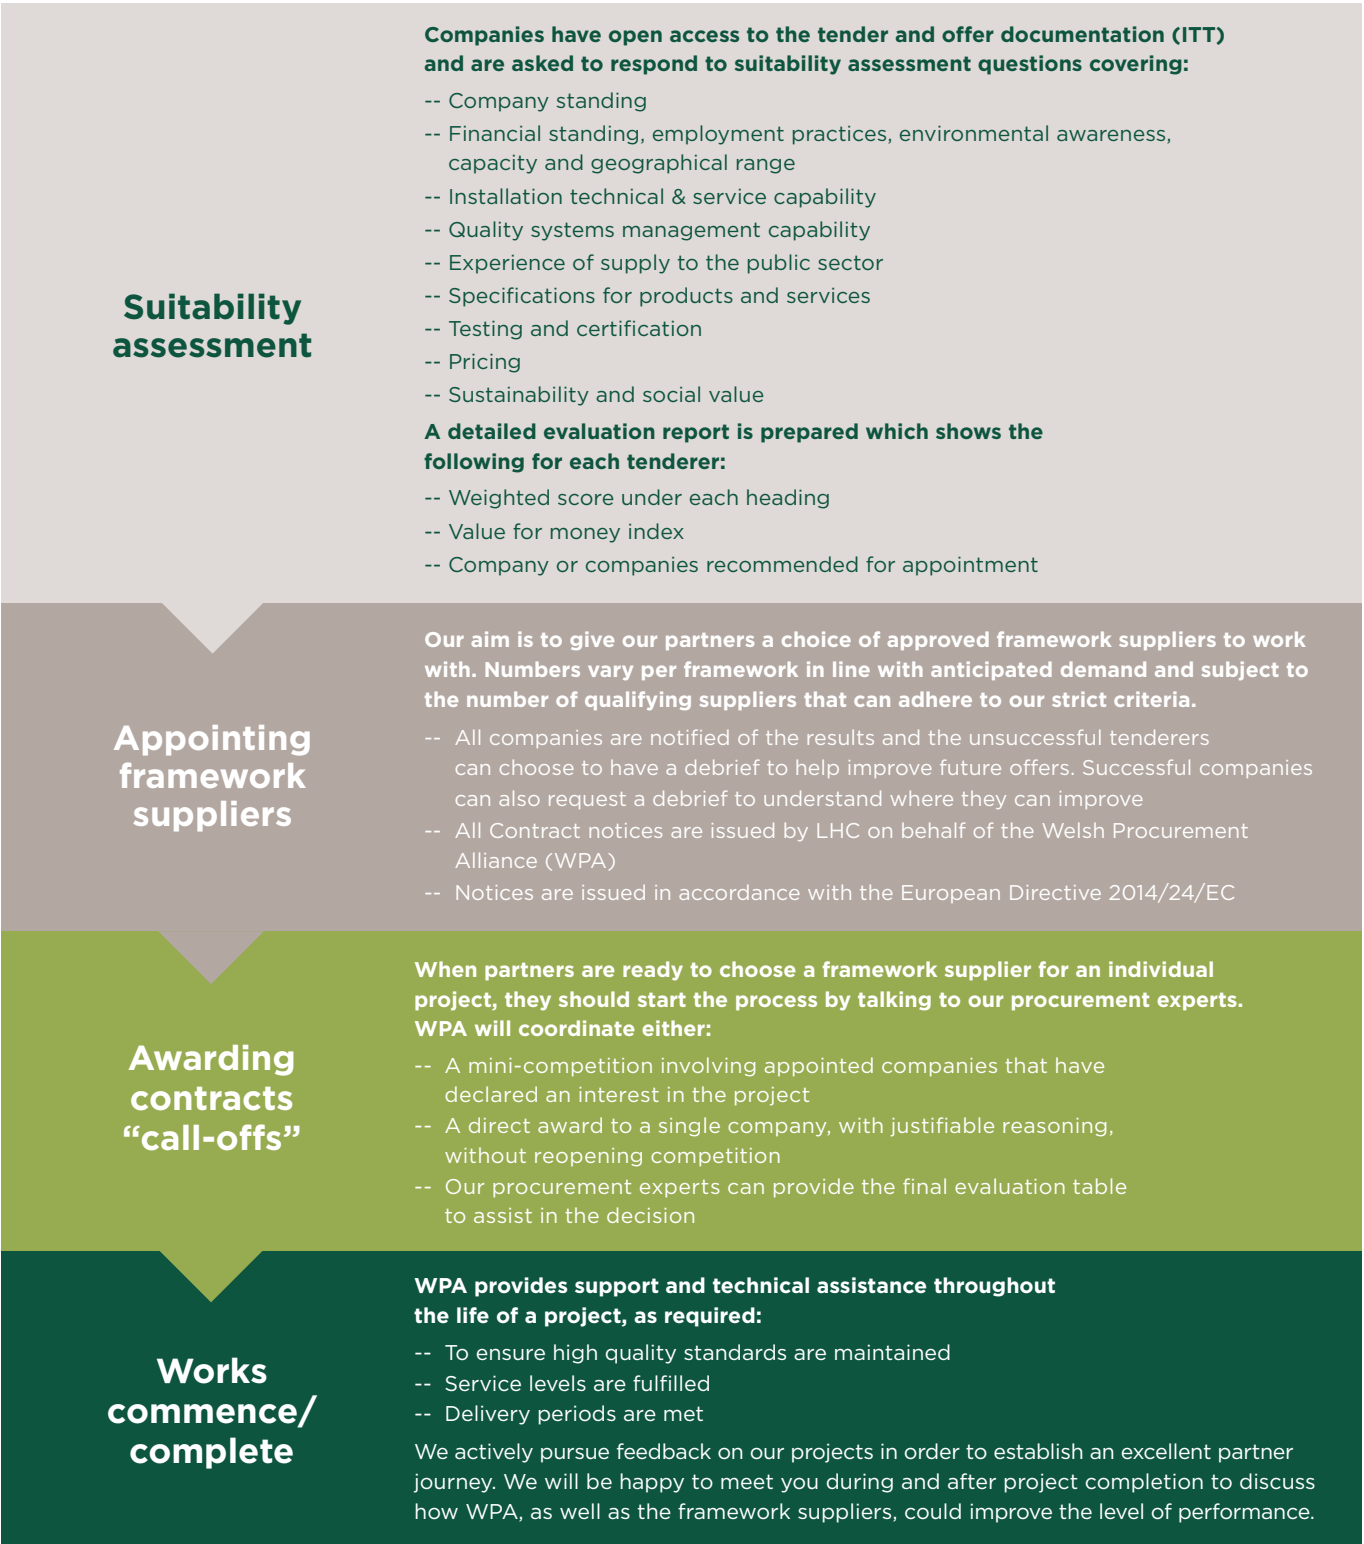 Suitability
assessment
Companies have open access to the tender and offer documentation (ITT)
and are asked to respond to suitability assessment questions covering:
-- Company standing
-- Financial standing, employment practices, environmental awareness,
capacity and geographical range
-- Installation technical & service capability
-- Quality systems management capability
-- Experience of supply to the public sector
-- Specifications for products and services
-- Testing and certification
-- Pricing
-- Sustainability and social value
A detailed evaluation report is prepared which shows the
following for each tenderer:
-- Weighted score under each heading
-- Value for money index
-- Company or companies recommended for appointment
Appointing
framework
suppliers
Our aim is to give our partners a choice of approved framework suppliers to work
with. Numbers vary per framework in line with anticipated demand and subject to
the number of qualifying suppliers that can adhere to our strict criteria.
-- All companies are notified of the results and the unsuccessful tenderers
can choose to have a debrief to help improve future offers. Successful companies
can also request a debrief to understand where they can improve
-- All Contract notices are issued by LHC on behalf of the Welsh Procurement
Alliance (WPA)
-- Notices are issued in accordance with the European Directive 2014/24/EC
Awarding
contracts
“call-offs”
When partners are ready to choose a framework supplier for an individual
project, they should start the process by talking to our procurement experts.
WPA will coordinate either:
-- A mini-competition involving appointed companies that have
declared an interest in the project
-- A direct award to a single company, with justifiable reasoning,
without reopening competition
-- Our procurement experts can provide the final evaluation table
to assist in the decision
Works
commence/
complete
WPA provides support and technical assistance throughout
the life of a project, as required:
-- To ensure high quality standards are maintained
-- Service levels are fulfilled
-- Delivery periods are met
We actively pursue feedback on our projects in order to establish an excellent partner
journey. We will be happy to meet you during and after project completion to discuss
how WPA, as well as the framework suppliers, could improve the level of performance.